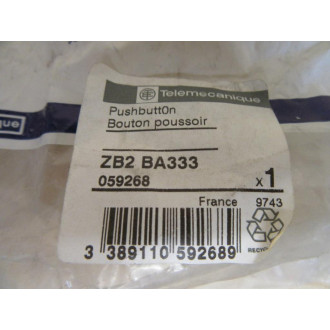 Telemecanique
Pushbutt0n
Bouton poussoir
ZB2 BA333
059268 x1
France 9743
3 389110 592689